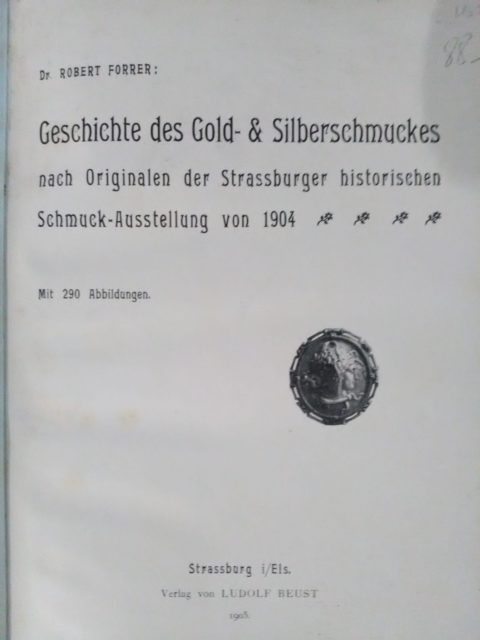 Dr. ROBERT FORRER:
Geschichte des Gold- & Silberschmuckes
nach Originalen der Strassburger historischen
Schmuck-Ausstellung von 1904
Mit 290 Abbildungen.
Strassburg i/Els.
Verlag von LUDOLF BEUST
1905.